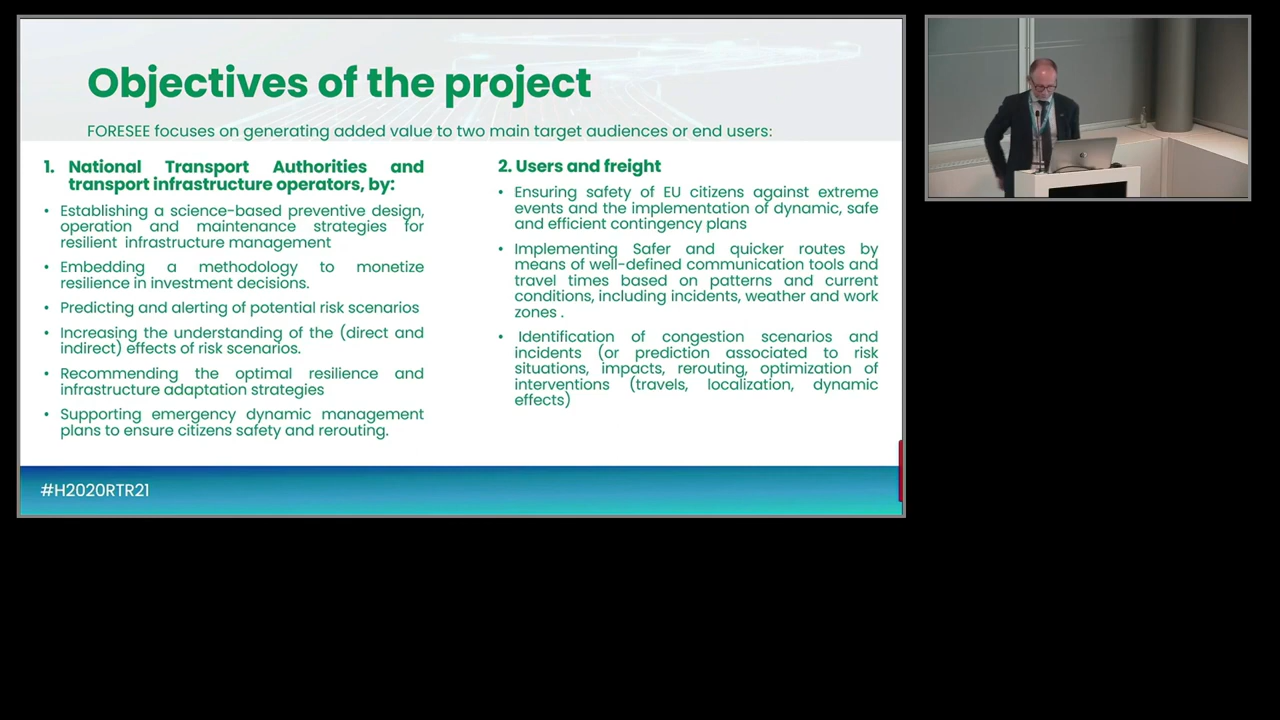 Objectives of the project
FORESEE focuses on generating added value to two main target audiences or end users:
1. National Transport Authorities and
transport infrastructure operators, by:
• Establishing a science-based preventive design,
operation and maintenance strategies for
resilient infrastructure management
• Embedding a methodology to monetize
resilience in investment decisions.
• Predicting and alerting of potential risk scenarios
• Increasing the understanding of the (direct and
indirect) effects of risk scenarios.
• Recommending the optimal resilience and
infrastructure adaptation strategies
• Supporting emergency dynamic management
plans to ensure citizens safety and rerouting.
2. Users and freight
• Ensuring safety of EU citizens against extreme
events and the implementation of dynamic, safe
and efficient contingency plans
• Implementing Safer and quicker routes by
means of well-defined communication tools and
travel times based on patterns and current
conditions, including incidents, weather and work
zones .
• Identification of congestion scenarios and
incidents (or prediction associated to risk
situations, impacts, rerouting, optimization of
interventions (travels, localization, dynamic
effects)
#H2020RTR21